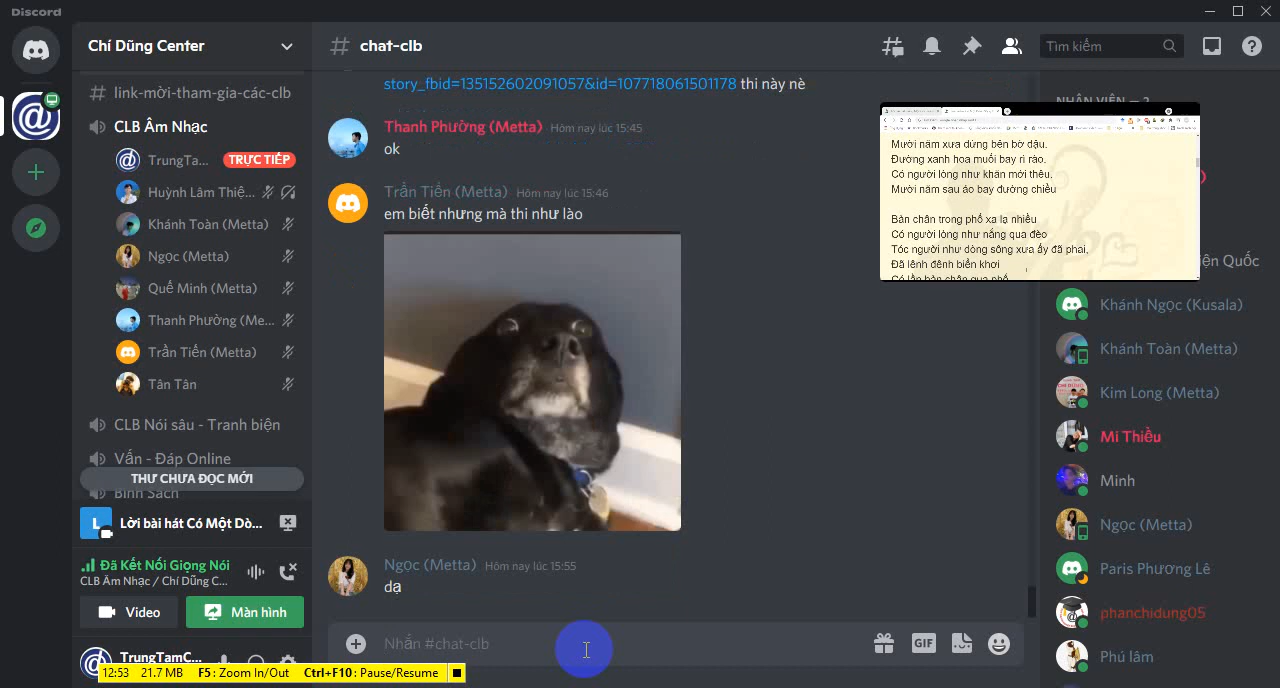 Discord
Chí Dũng Center
link-mời-tham-gia-các-clb
CLB Âm Nhạc
TrungTa... TRỰC TIẾP
Huỳnh Lâm Thiệ...
Khánh Toàn (Metta)
Ngọc (Metta)
Quế Minh (Metta)
Thanh Phường (Me...
Trần Tiến (Metta)
Tân Tân
CLB Nói sâu - Tranh biện
Vấn - Đáp Online
THƯ CHƯA ĐỌC MỚI
Bình Sách
L Lời bài hát Có Một Dò...
Đã Kết Nối Giọng Nói
CLB Âm Nhạc / Chí Dũng C...
Video Màn hình
TrungTamC...
12:53 21.7 MB F5: Zoom In/Out Ctrl+F10: Pause/Resume
# chat-clb
Tìm kiếm
story_fbid=135152602091057&id=107718061501178 thi này nè
Thanh Phường (Metta) Hôm nay lúc 15:45
ok
Trần Tiến (Metta) Hôm nay lúc 15:46
em biết nhưng mà thi như lào
Ngọc (Metta) Hôm nay lúc 15:55
dạ
Nhắn #chat-clb
GIF
Mười năm xưa đứng bên bờ dậu.
Đường xanh hoa muối bay rì rào.
Có người lòng như khăn mới thêu.
Mười năm sau áo bay đường chiều
Bàn chân trong phố xa lạ nhiều
Có người lòng như nắng qua đèo
Tóc người như dòng sông xưa ấy đã phai,
Đã lênh đênh biển khơi
Có lần bàn chân qua phố
NHÂN VIÊN — 2
iện Quốc
Khánh Ngọc (Kusala)
Khánh Toàn (Metta)
Kim Long (Metta)
Mi Thiều
Minh
Ngọc (Metta)
Paris Phương Lê
phanchidung05
Phú lâm